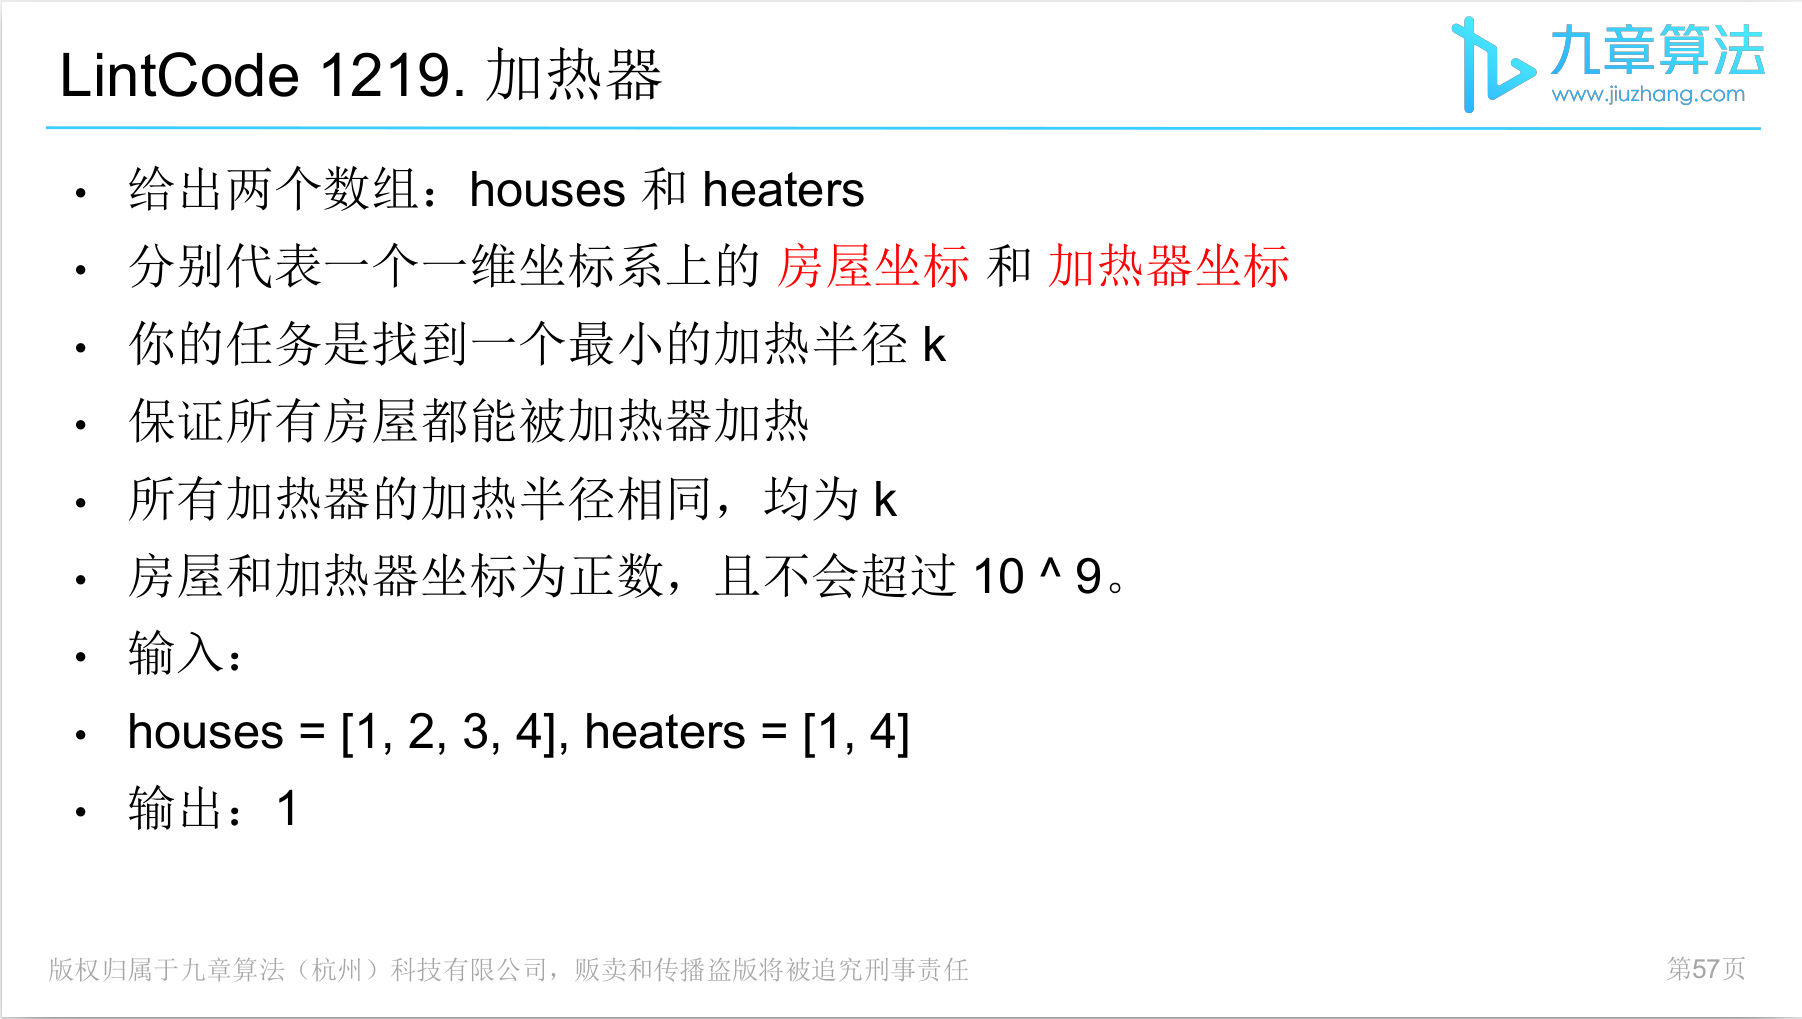 LintCode 1219. 加热器
九章算法
www.jiuzhang.com
• 给出两个数组：houses 和 heaters
• 分别代表一个一维坐标系上的 房屋坐标 和 加热器坐标
• 你的任务是找到一个最小的加热半径 k
• 保证所有房屋都能被加热器加热
• 所有加热器的加热半径相同，均为 k
• 房屋和加热器坐标为正数，且不会超过 10 ^ 9。
• 输入：
• houses = [1, 2, 3, 4], heaters = [1, 4]
• 输出：1
版权归属于九章算法（杭州）科技有限公司，贩卖和传播盗版将被追究刑事责任
第57页